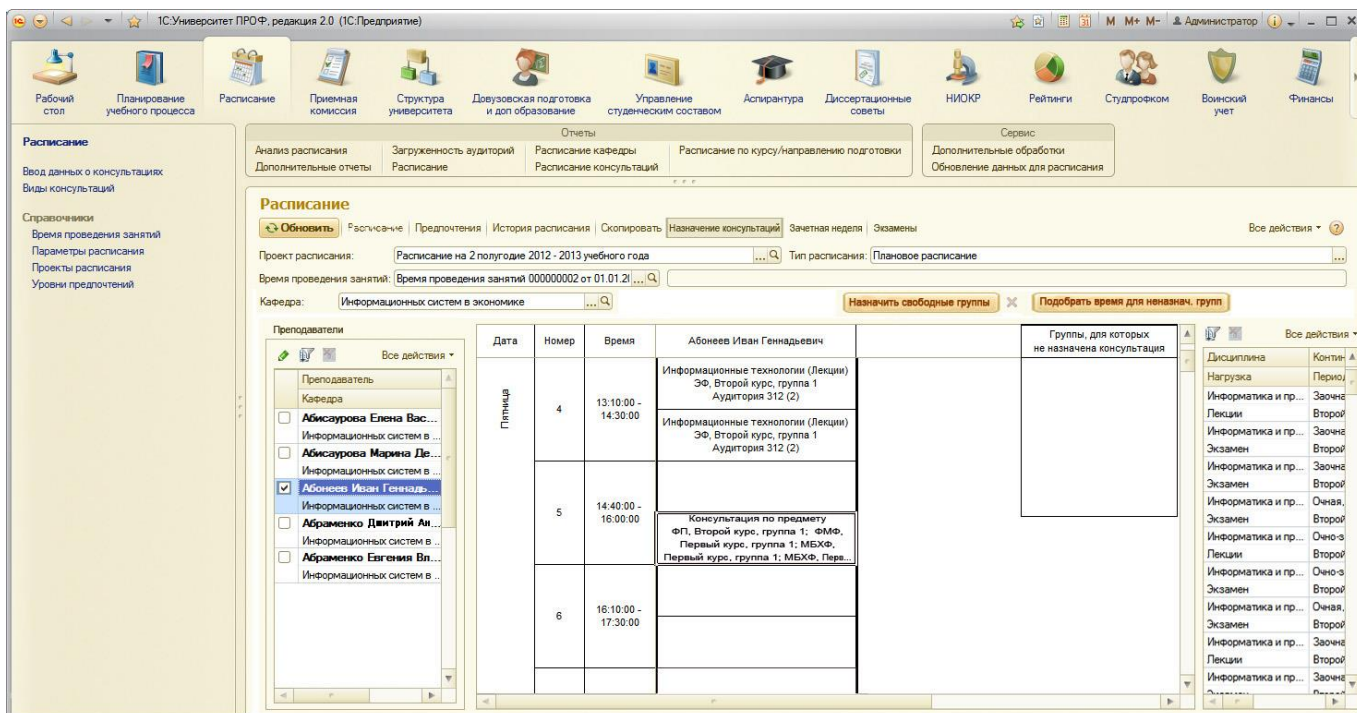 1С:Университет ПРОФ, редакция 2.0 (1С:Предприятие)
M M+ M- Администратор
Рабочий стол
Планирование учебного процесса
Расписание
Приемная комиссия
Структура университета
Довузовская подготовка и доп образование
Управление студенческим составом
Аспирантура
Диссертационные советы
НИОКР
Рейтинги
Студпрофком
Воинский учет
Финансы
Расписание
Ввод данных о консультациях
Виды консультаций
Справочники
Время проведения занятий
Параметры расписания
Проекты расписания
Уровни предпочтений
Отчеты
Анализ расписания Загруженность аудиторий Расписание кафедры Расписание по курсу/направлению подготовки
Дополнительные отчеты Расписание Расписание консультаций
Сервис
Дополнительные обработки
Обновление данных для расписания
Расписание
Обновить Расписание Предпочтения История расписания Скопировать Назначение консультаций Зачетная неделя Экзамены Все действия
Проект расписания: Расписание на 2 полугодие 2012 - 2013 учебного года ... Тип расписания: Плановое расписание ...
Время проведения занятий: Время проведения занятий 000000002 от 01.01.20 ...
Кафедра: Информационных систем в экономике ... Назначить свободные группы Подобрать время для неназнач. групп
Преподаватели
Все действия
Преподаватель
Кафедра
Абисаурова Елена Вас...
Информационных систем в ...
Абисаурова Марина Де...
Информационных систем в ...
Абонеев Иван Геннадь...
Информационных систем в ...
Абраменко Дмитрий Ан...
Информационных систем в ...
Абраменко Евгения Вл...
Информационных систем в ...
Дата Номер Время Абонеев Иван Геннадьевич
Пятница
4
13:10:00 -
14:30:00
Информационные технологии (Лекции)
ЭФ, Второй курс, группа 1
Аудитория 312 (2)
Информационные технологии (Лекции)
ЭФ, Второй курс, группа 1
Аудитория 312 (2)
5
14:40:00 -
16:00:00
Консультация по предмету
ФП, Второй курс, группа 1; ФМФ,
Первый курс, группа 1; МБХФ,
Первый курс, группа 1; МБХФ, Перв...
6
16:10:00 -
17:30:00
Группы, для которых
не назначена консультация
Все действия
Дисциплина Контин
Нагрузка Период
Информатика и пр... Заочна
Лекции Второй
Информатика и пр... Заочна
Экзамен Второй
Информатика и пр... Заочна
Экзамен Второй
Информатика и пр... Очная,
Экзамен Второй
Информатика и пр... Очно-з
Лекции Второй
Информатика и пр... Очно-з
Экзамен Второй
Информатика и пр... Очная,
Экзамен Второй
Информатика и пр... Заочна
Лекции Второй
Информатика и пр... Заочна